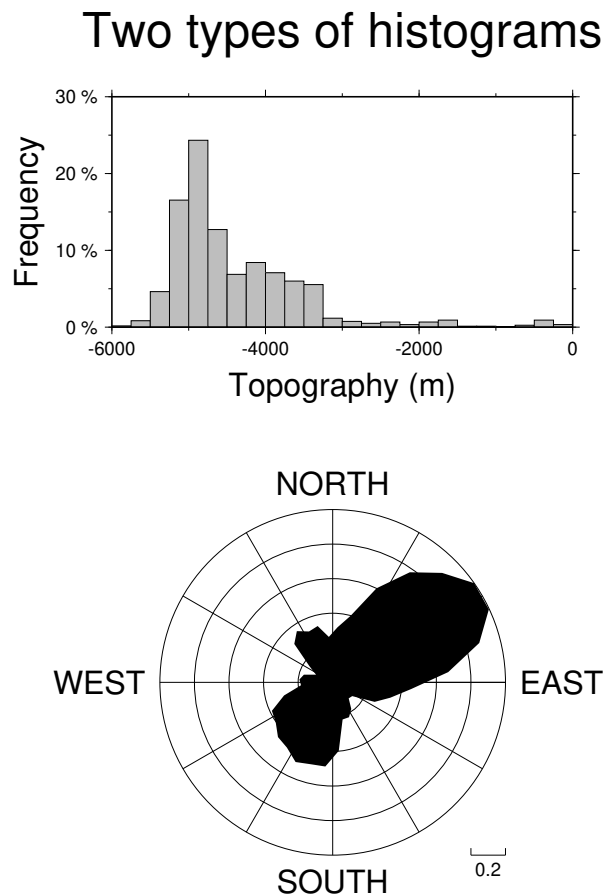 Two types of histograms
30 %
20 %
10 %
0 %
Frequency
-6000 -4000 -2000 0
Topography (m)
NORTH
WEST EAST
SOUTH
0.2